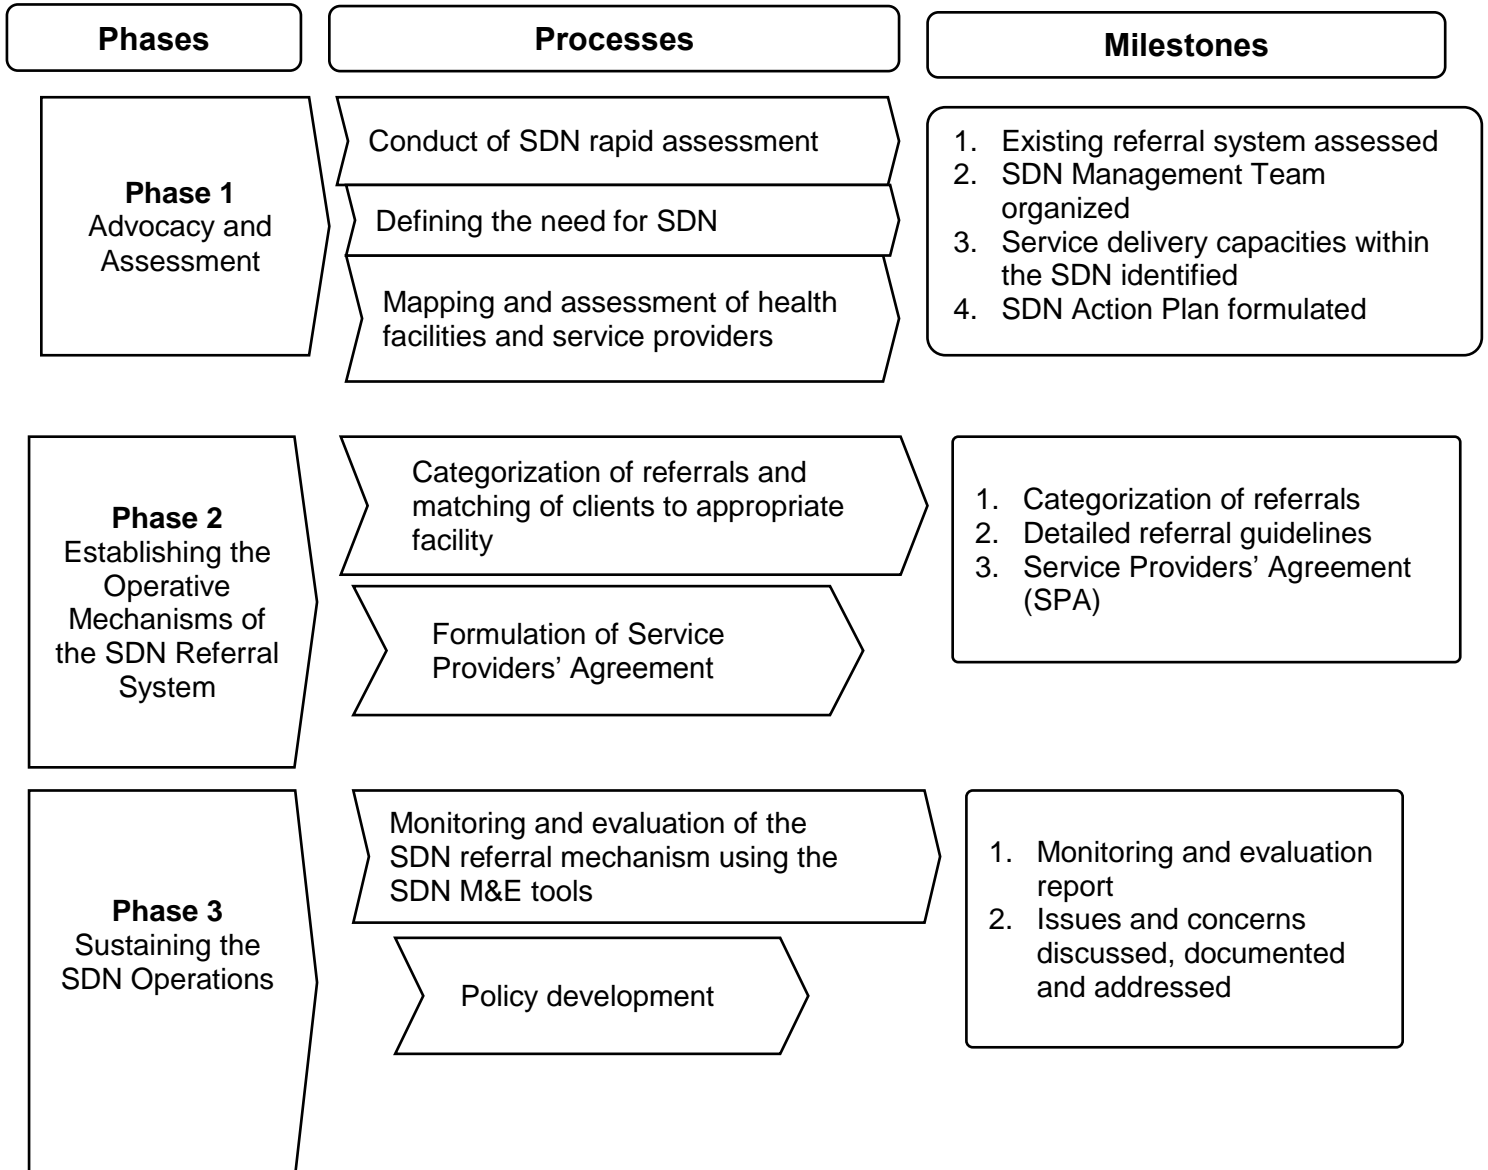 Phases
Processes
Milestones
Phase 1
Advocacy and
Assessment
Conduct of SDN rapid assessment
Defining the need for SDN
Mapping and assessment of health
facilities and service providers
1. Existing referral system assessed
2. SDN Management Team
organized
3. Service delivery capacities within
the SDN identified
4. SDN Action Plan formulated
Phase 2
Establishing the
Operative
Mechanisms of
the SDN Referral
System
Categorization of referrals and
matching of clients to appropriate
facility
Formulation of Service
Providers’ Agreement
1. Categorization of referrals
2. Detailed referral guidelines
3. Service Providers’ Agreement
(SPA)
Phase 3
Sustaining the
SDN Operations
Monitoring and evaluation of the
SDN referral mechanism using the
SDN M&E tools
Policy development
1. Monitoring and evaluation
report
2. Issues and concerns
discussed, documented
and addressed